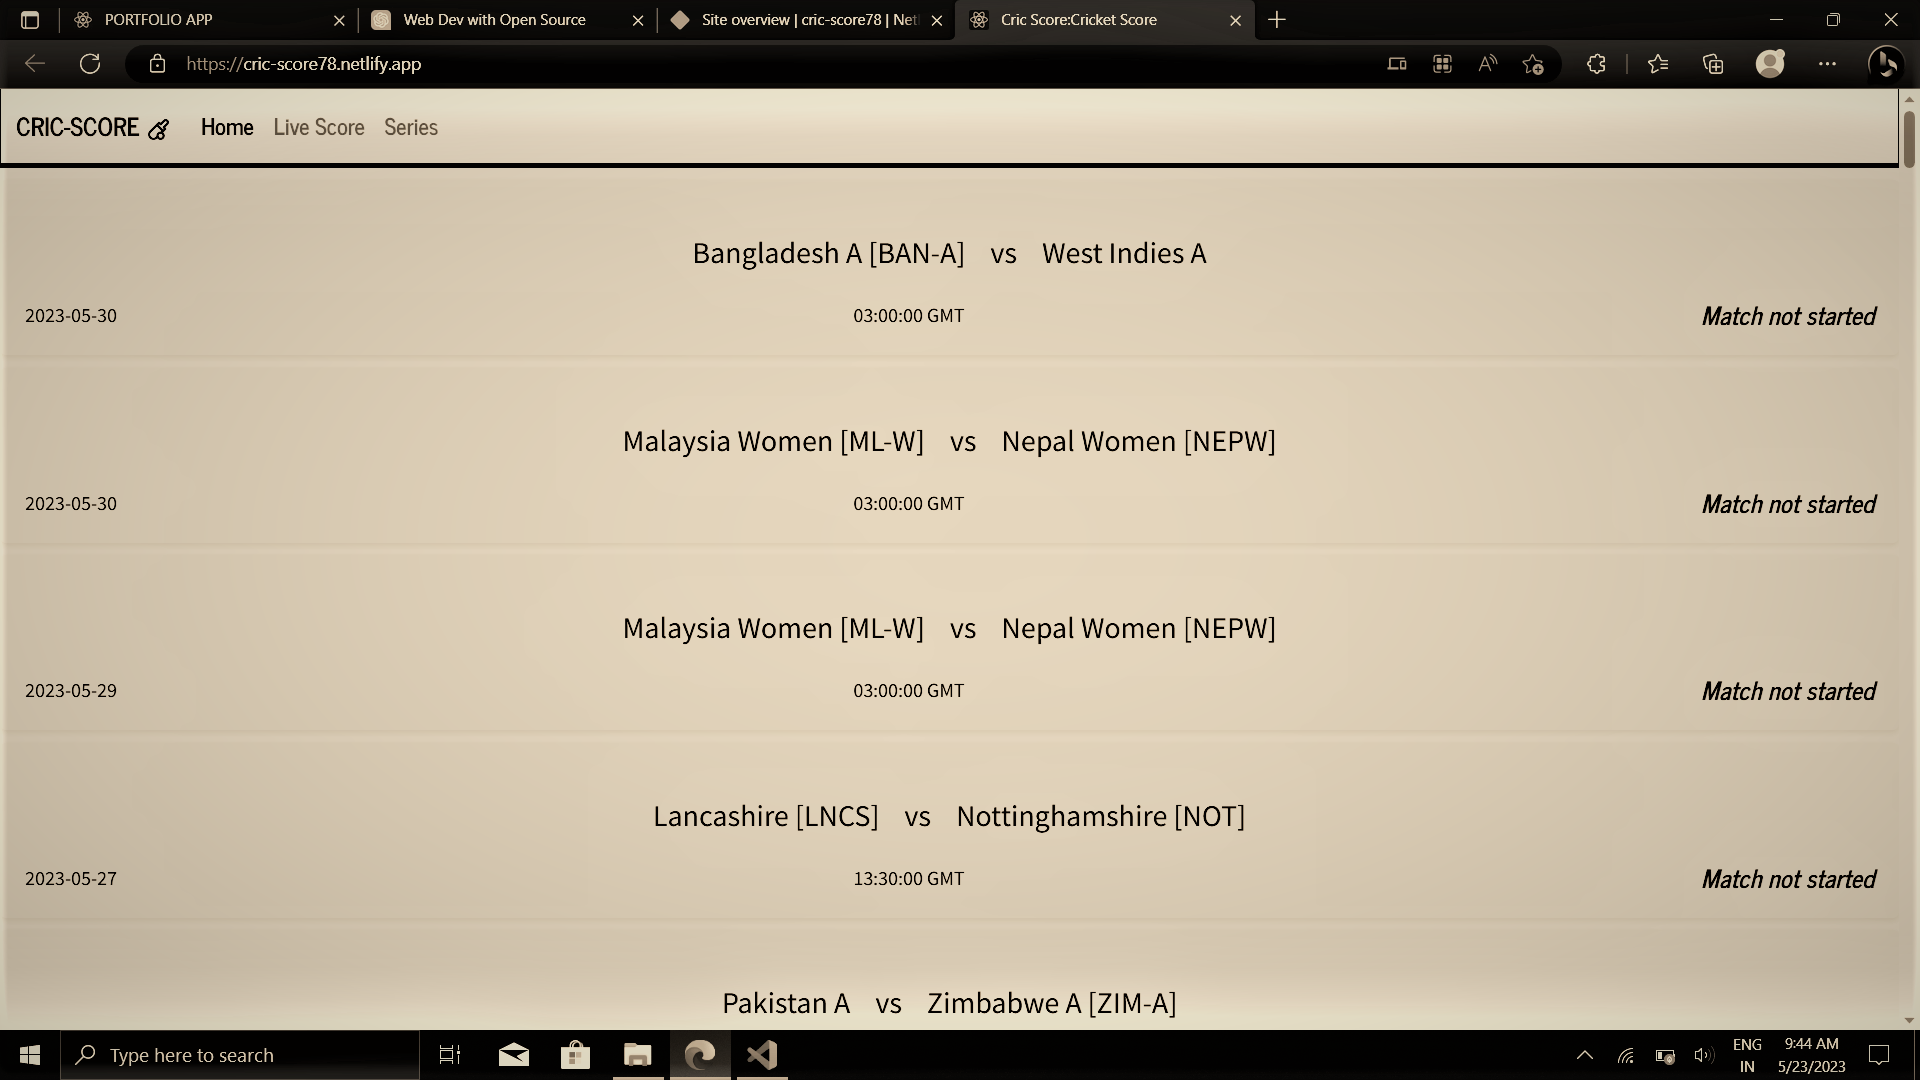 PORTFOLIO APP
Web Dev with Open Source
Site overview | cric-score78 | Net
Cric Score:Cricket Score
https://cric-score78.netlify.app
CRIC-SCORE Home Live Score Series
Bangladesh A [BAN-A] vs West Indies A
2023-05-30 03:00:00 GMT Match not started
Malaysia Women [ML-W] vs Nepal Women [NEPW]
2023-05-30 03:00:00 GMT Match not started
Malaysia Women [ML-W] vs Nepal Women [NEPW]
2023-05-29 03:00:00 GMT Match not started
Lancashire [LNCS] vs Nottinghamshire [NOT]
2023-05-27 13:30:00 GMT Match not started
Pakistan A vs Zimbabwe A [ZIM-A]
Type here to search
ENG
IN
9:44 AM
5/23/2023